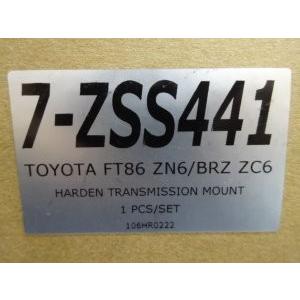 7-ZSS441
TOYOTA FT86 ZN6/BRZ ZC6
HARDEN TRANSMISSION MOUNT
1 PCS/SET
106HR0222